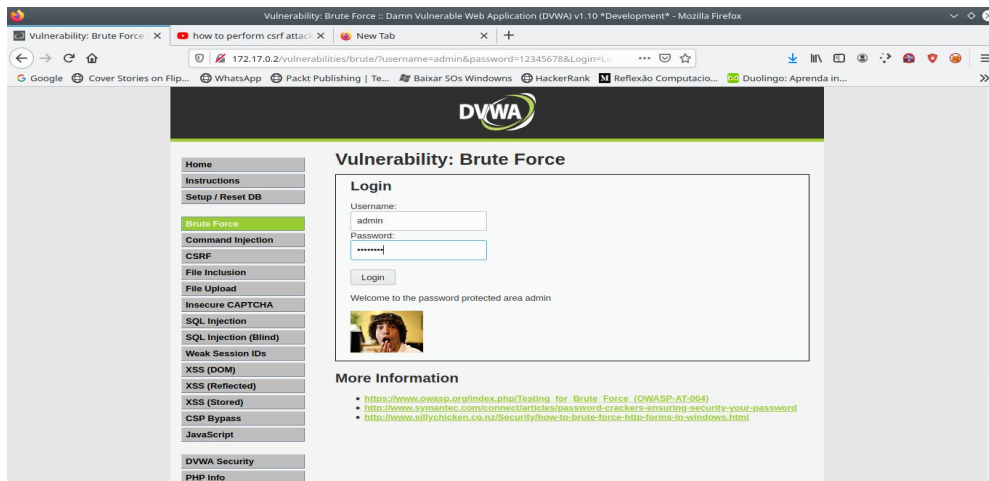 Vulnerability: Brute Force :: Damn Vulnerable Web Application (DVWA) v1.10 *Development* - Mozilla Firefox
Vulnerability: Brute Force
how to perform csrf attack
New Tab
172.17.0.2/vulnerabilities/brute/?username=admin&password=12345678&Login=Lo
Google
Cover Stories on Flip...
WhatsApp
Packt Publishing | Te...
Baixar SOs Windowns
HackerRank
Reflexão Computacio...
Duolingo: Aprenda in...
DVWA
Home
Instructions
Setup / Reset DB
Brute Force
Command Injection
CSRF
File Inclusion
File Upload
Insecure CAPTCHA
SQL Injection
SQL Injection (Blind)
Weak Session IDs
XSS (DOM)
XSS (Reflected)
XSS (Stored)
CSP Bypass
JavaScript
DVWA Security
PHP Info
Vulnerability: Brute Force
Login
Username:
admin
Password:
••••••••
Login
Welcome to the password protected area admin
More Information
https://www.owasp.org/index.php/Testing_for_Brute_Force_(OWASP-AT-004)
http://www.symantec.com/connect/articles/password-crackers-ensuring-security-your-password
http://www.sillychicken.co.nz/Security/how-to-brute-force-http-forms-in-windows.html